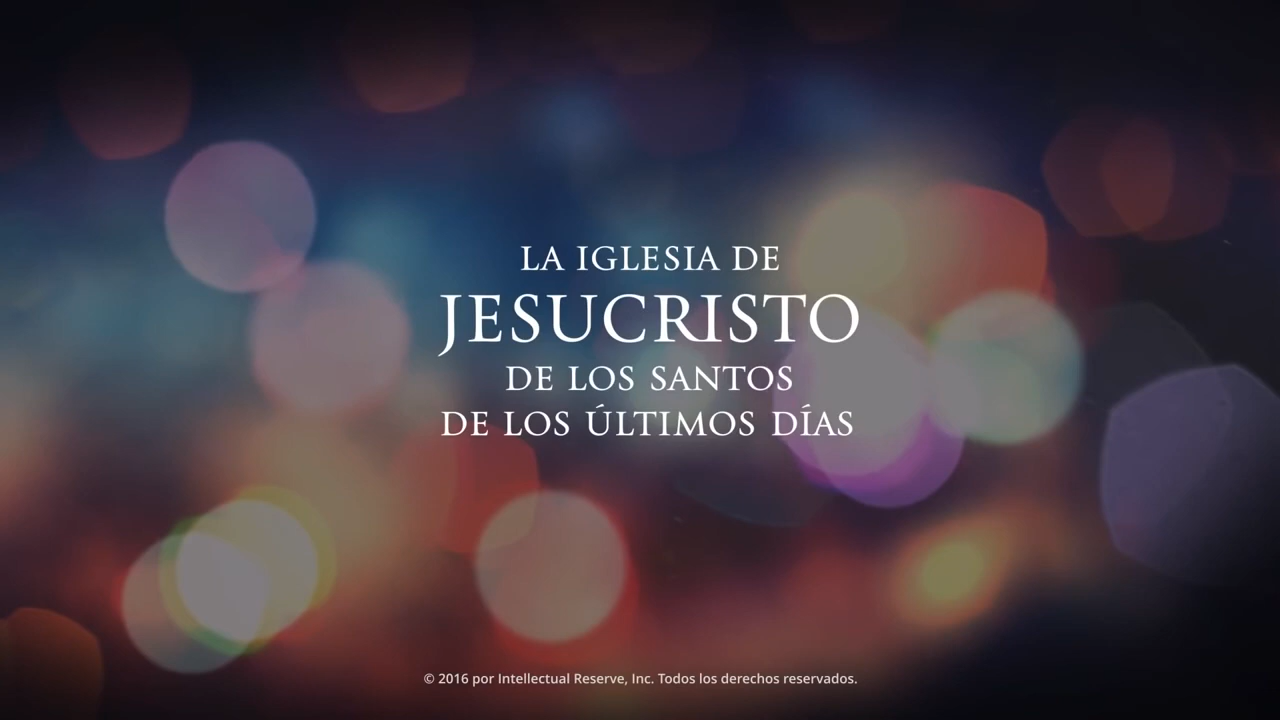 LA IGLESIA DE
JESUCRISTO
DE LOS SANTOS
DE LOS ÚLTIMOS DÍAS
© 2016 por Intellectual Reserve, Inc. Todos los derechos reservados.